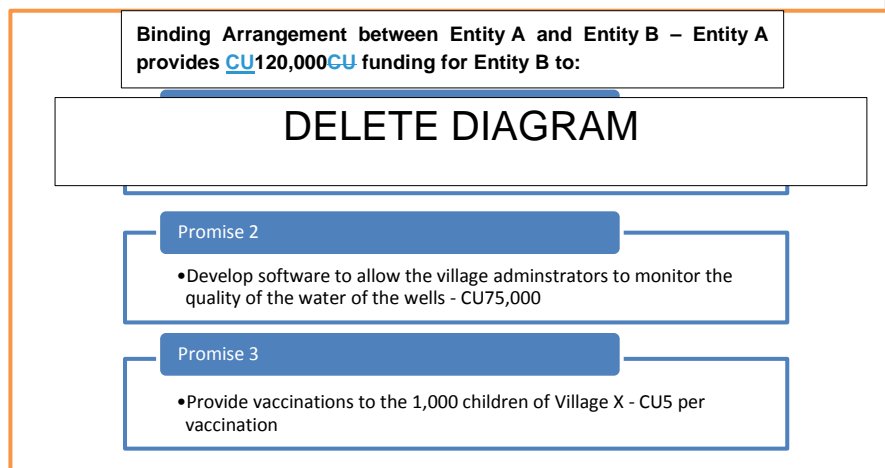 Binding Arrangement between Entity A and Entity B – Entity A
provides CU120,000CU funding for Entity B to:
DELETE DIAGRAM
Promise 2
•Develop software to allow the village adminstrators to monitor the
quality of the water of the wells - CU75,000
Promise 3
•Provide vaccinations to the 1,000 children of Village X - CU5 per
vaccination